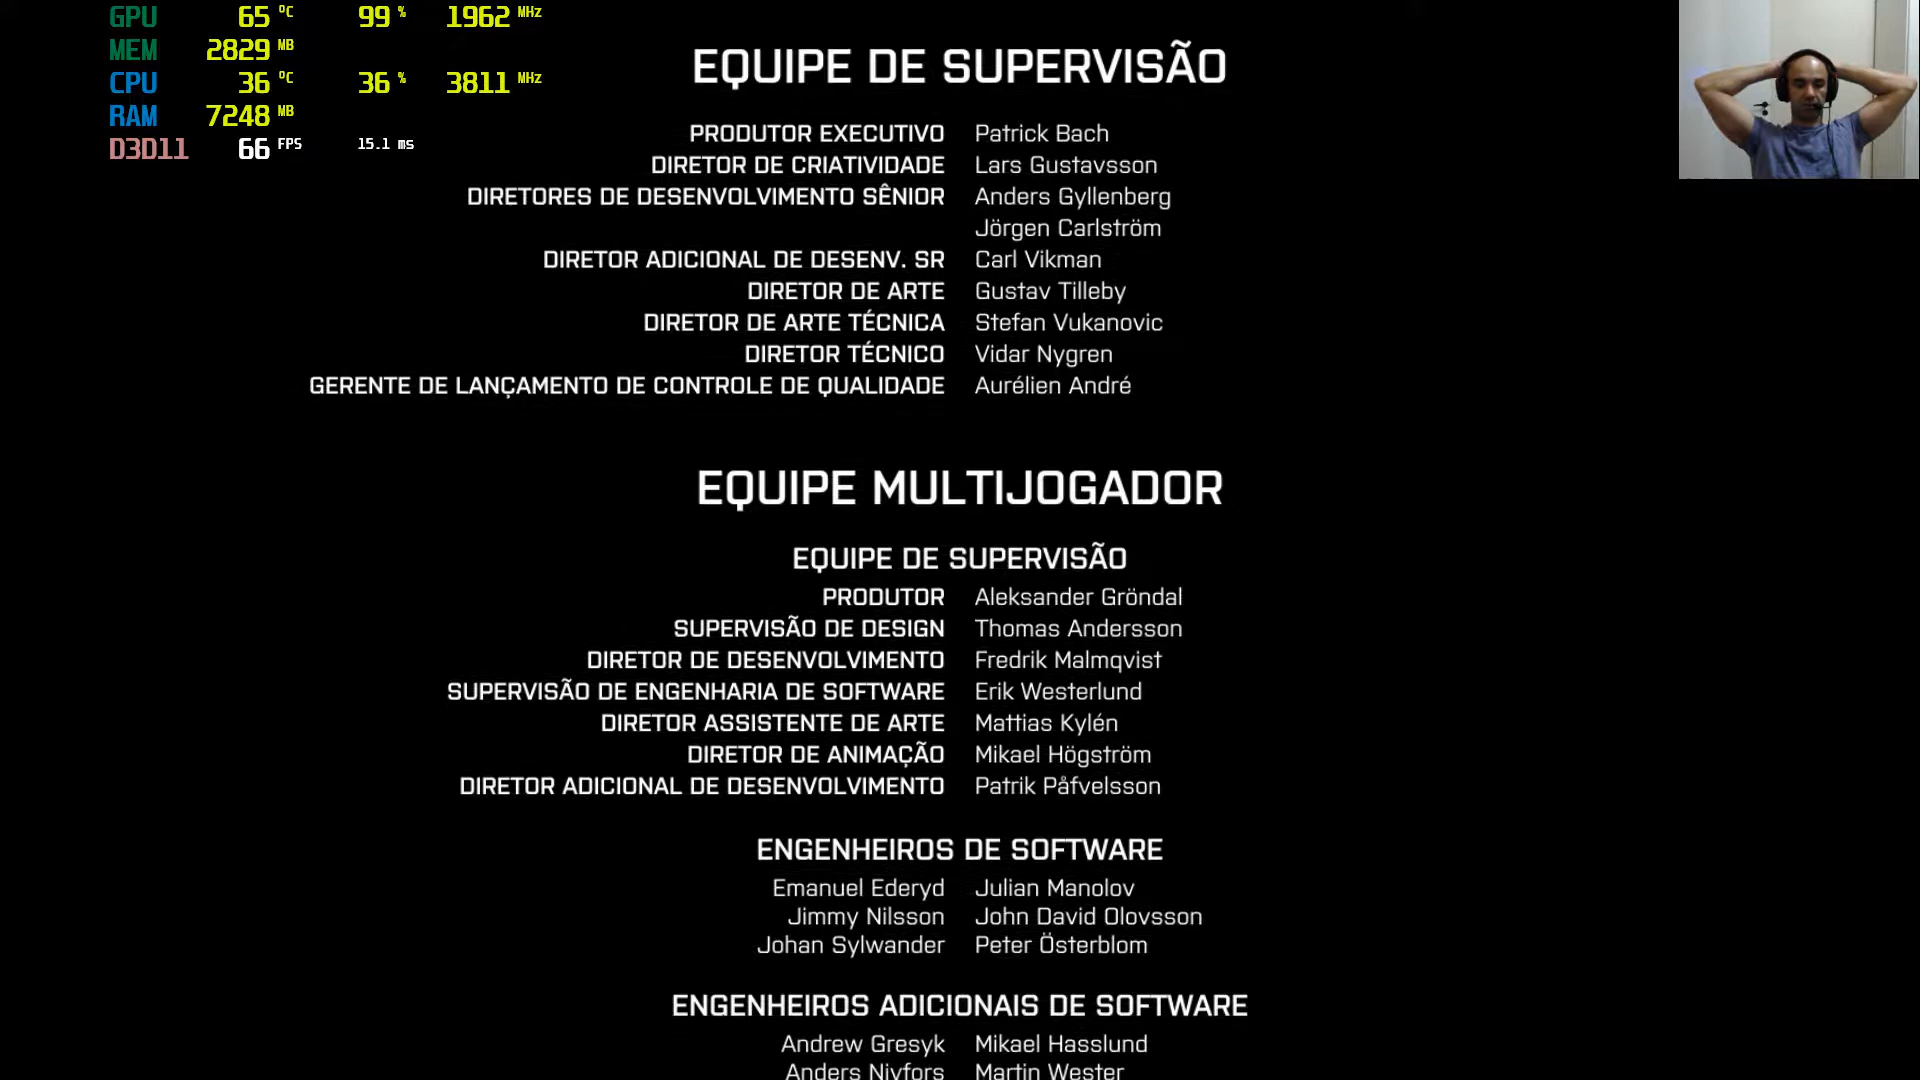 GPU 65 °C 99 % 1962 MHz
MEM 2829 MB
CPU 36 °C 36 % 3811 MHz
RAM 7248 MB
D3D11 66 FPS 15.1 ms
EQUIPE DE SUPERVISÃO
PRODUTOR EXECUTIVO Patrick Bach
DIRETOR DE CRIATIVIDADE Lars Gustavsson
DIRETORES DE DESENVOLVIMENTO SÊNIOR Anders Gyllenberg
Jörgen Carlström
DIRETOR ADICIONAL DE DESENV. SR Carl Vikman
DIRETOR DE ARTE Gustav Tilleby
DIRETOR DE ARTE TÉCNICA Stefan Vukanovic
DIRETOR TÉCNICO Vidar Nygren
GERENTE DE LANÇAMENTO DE CONTROLE DE QUALIDADE Aurélien André
EQUIPE MULTIJOGADOR
EQUIPE DE SUPERVISÃO
PRODUTOR Aleksander Gröndal
SUPERVISÃO DE DESIGN Thomas Andersson
DIRETOR DE DESENVOLVIMENTO Fredrik Malmqvist
SUPERVISÃO DE ENGENHARIA DE SOFTWARE Erik Westerlund
DIRETOR ASSISTENTE DE ARTE Mattias Kylén
DIRETOR DE ANIMAÇÃO Mikael Högström
DIRETOR ADICIONAL DE DESENVOLVIMENTO Patrik Påfvelsson
ENGENHEIROS DE SOFTWARE
Emanuel Ederyd Julian Manolov
Jimmy Nilsson John David Olovsson
Johan Sylwander Peter Österblom
ENGENHEIROS ADICIONAIS DE SOFTWARE
Andrew Gresyk Mikael Hasslund
Anders Nivfors Martin Wester